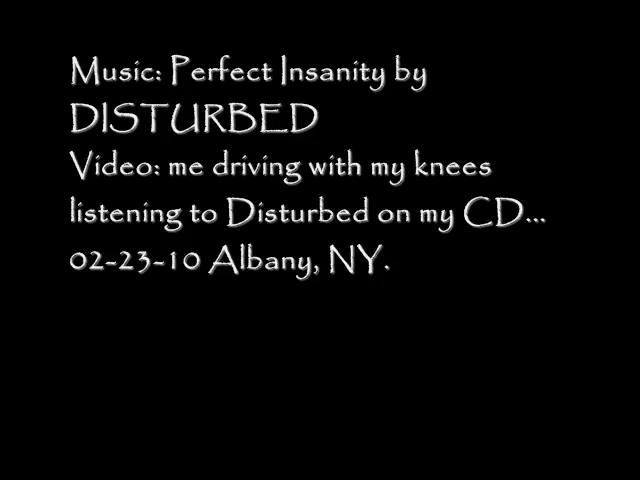 Music: Perfect Insanity by
DISTURBED
Video: me driving with my knees
listening to Disturbed on my CD...
02-23-10 Albany, NY.